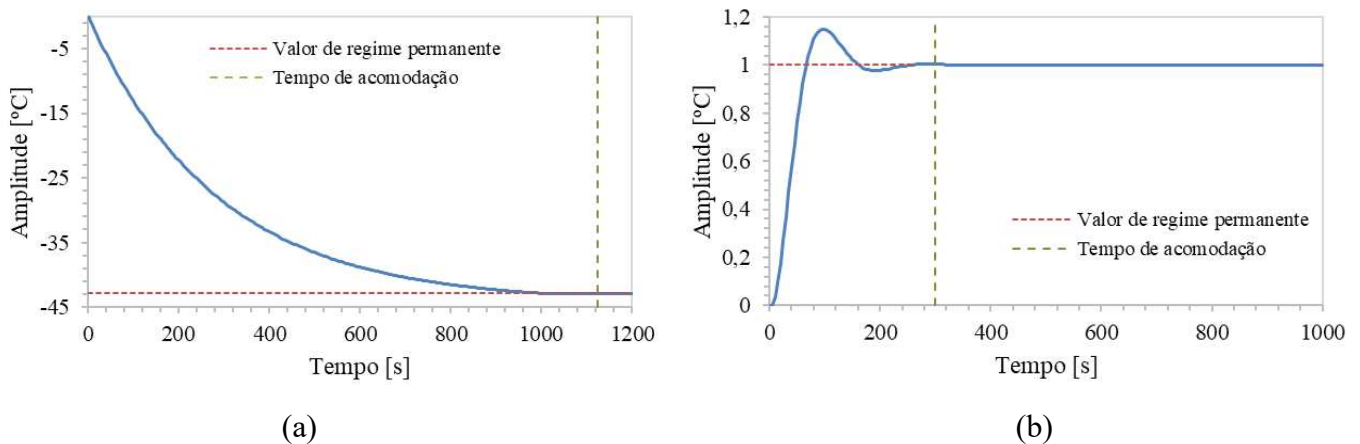 Amplitude [ºC]
-5
-15
-25
-35
-45
Valor de regime permanente
Tempo de acomodação
0 200 400 600 800 1000 1200
Tempo [s]
(a)
Amplitude [ºC]
1,2
1
0,8
0,6
0,4
0,2
0
Valor de regime permanente
Tempo de acomodação
0 200 400 600 800 1000
Tempo [s]
(b)